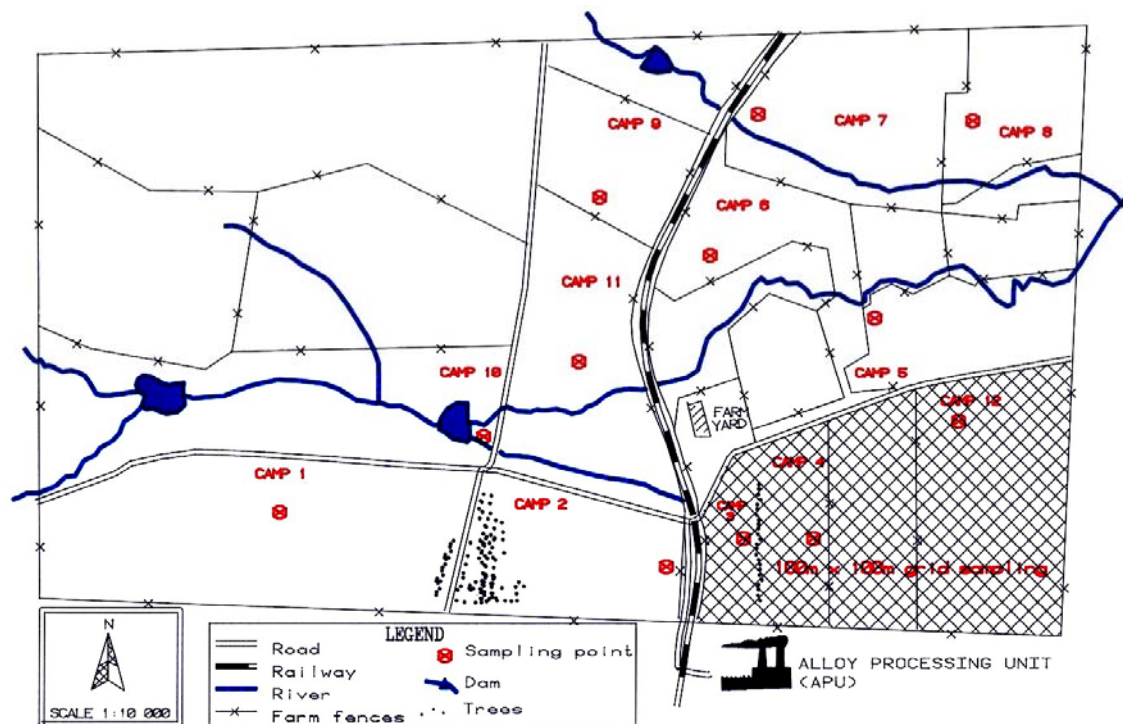 CAMP 9
CAMP 7
CAMP 8
CAMP 6
CAMP 11
CAMP 10
CAMP 5
CAMP 12
FARM
YARD
CAMP 1
CAMP 2
CAMP 4
CAMP
3
100m x 100m grid sampling
N
SCALE 1:10 000
LEGEND
Road
Railway
River
Farm fences
Sampling point
Dam
Trees
ALLOY PROCESSING UNIT
(APU)